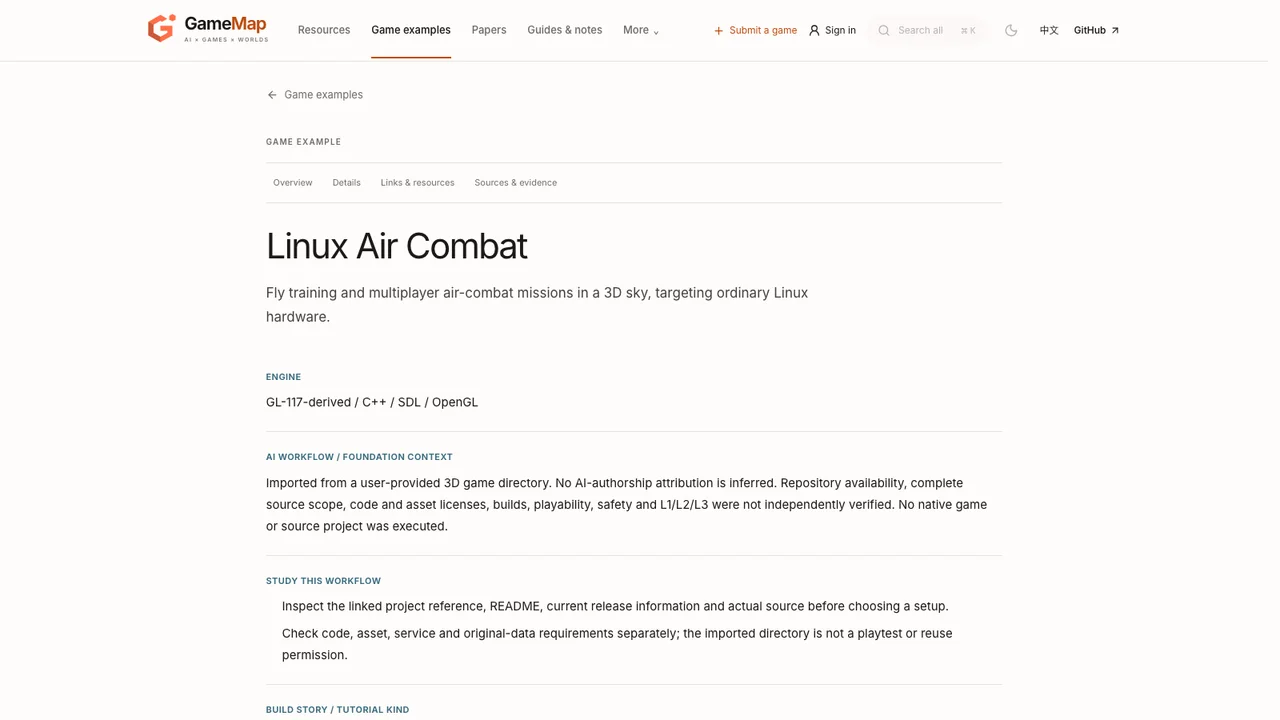 GameMap
AI × GAMES × WORLDS
Resources
Game examples
Papers
Guides & notes
More
Submit a game
Sign in
Search all
⌘ K
中文
GitHub
Game examples
GAME EXAMPLE
Overview
Details
Links & resources
Sources & evidence
Linux Air Combat
Fly training and multiplayer air-combat missions in a 3D sky, targeting ordinary Linux
hardware.
ENGINE
GL-117-derived / C++ / SDL / OpenGL
AI WORKFLOW / FOUNDATION CONTEXT
Imported from a user-provided 3D game directory. No AI-authorship attribution is inferred. Repository availability, complete
source scope, code and asset licenses, builds, playability, safety and L1/L2/L3 were not independently verified. No native game
or source project was executed.
STUDY THIS WORKFLOW
Inspect the linked project reference, README, current release information and actual source before choosing a setup.
Check code, asset, service and original-data requirements separately; the imported directory is not a playtest or reuse
permission.
BUILD STORY / TUTORIAL KIND